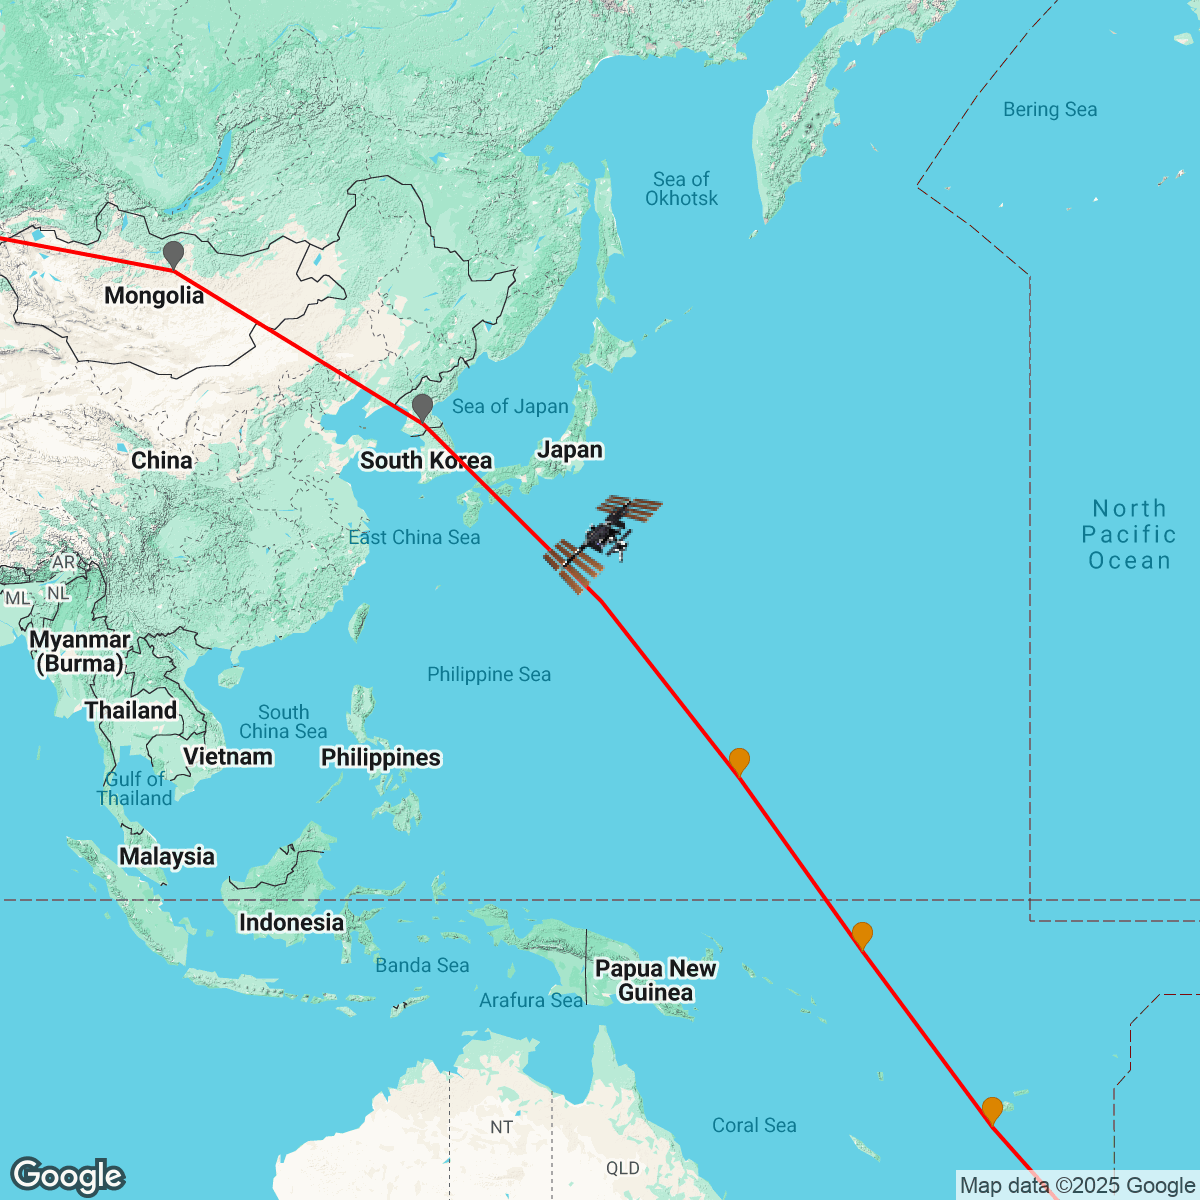 Bering Sea
Sea of
Okhotsk
Mongolia
Sea of Japan
Japan
China
South Korea
North
Pacific
Ocean
East China Sea
AR
NL
ML
Myanmar
(Burma)
Philippine Sea
Thailand
South
China Sea
Vietnam
Philippines
Gulf of
Thailand
Malaysia
Indonesia
Banda Sea
Papua New
Guinea
Arafura Sea
NT
Coral Sea
QLD
Google
Map data ©2025 Google